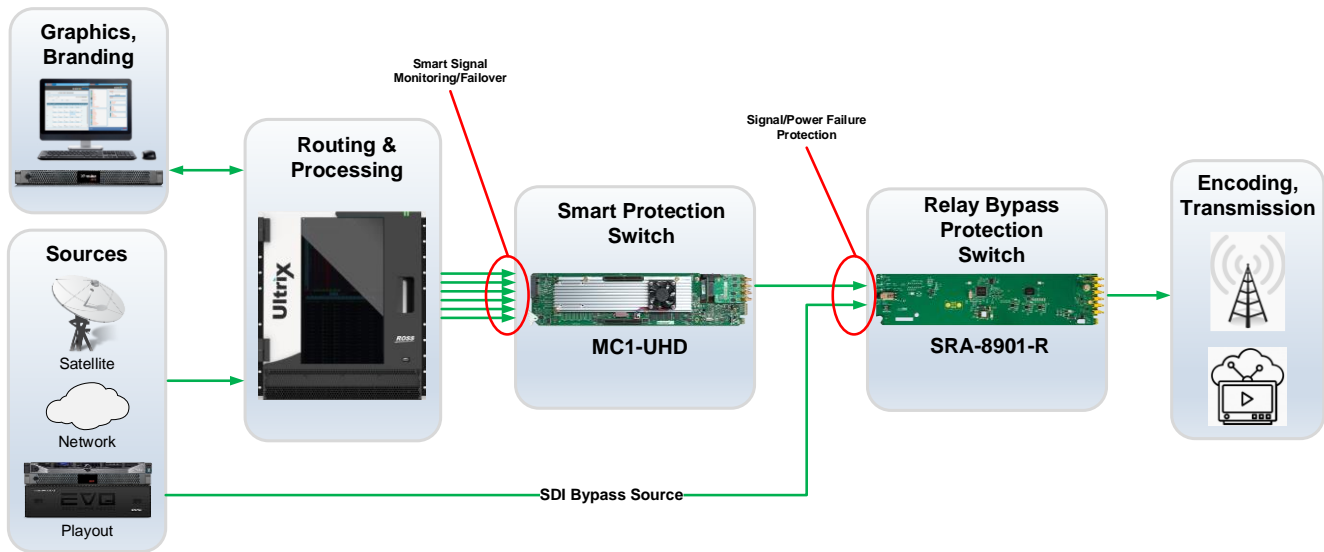 Graphics,
Branding
Smart Signal
Monitoring/Failover
Signal/Power Failure
Protection
Routing &
Processing
Ultrix
ROSS
Smart Protection
Switch
MC1-UHD
Relay Bypass
Protection
Switch
SRA-8901-R
Encoding,
Transmission
Sources
Satellite
Network
Playout
SDI Bypass Source